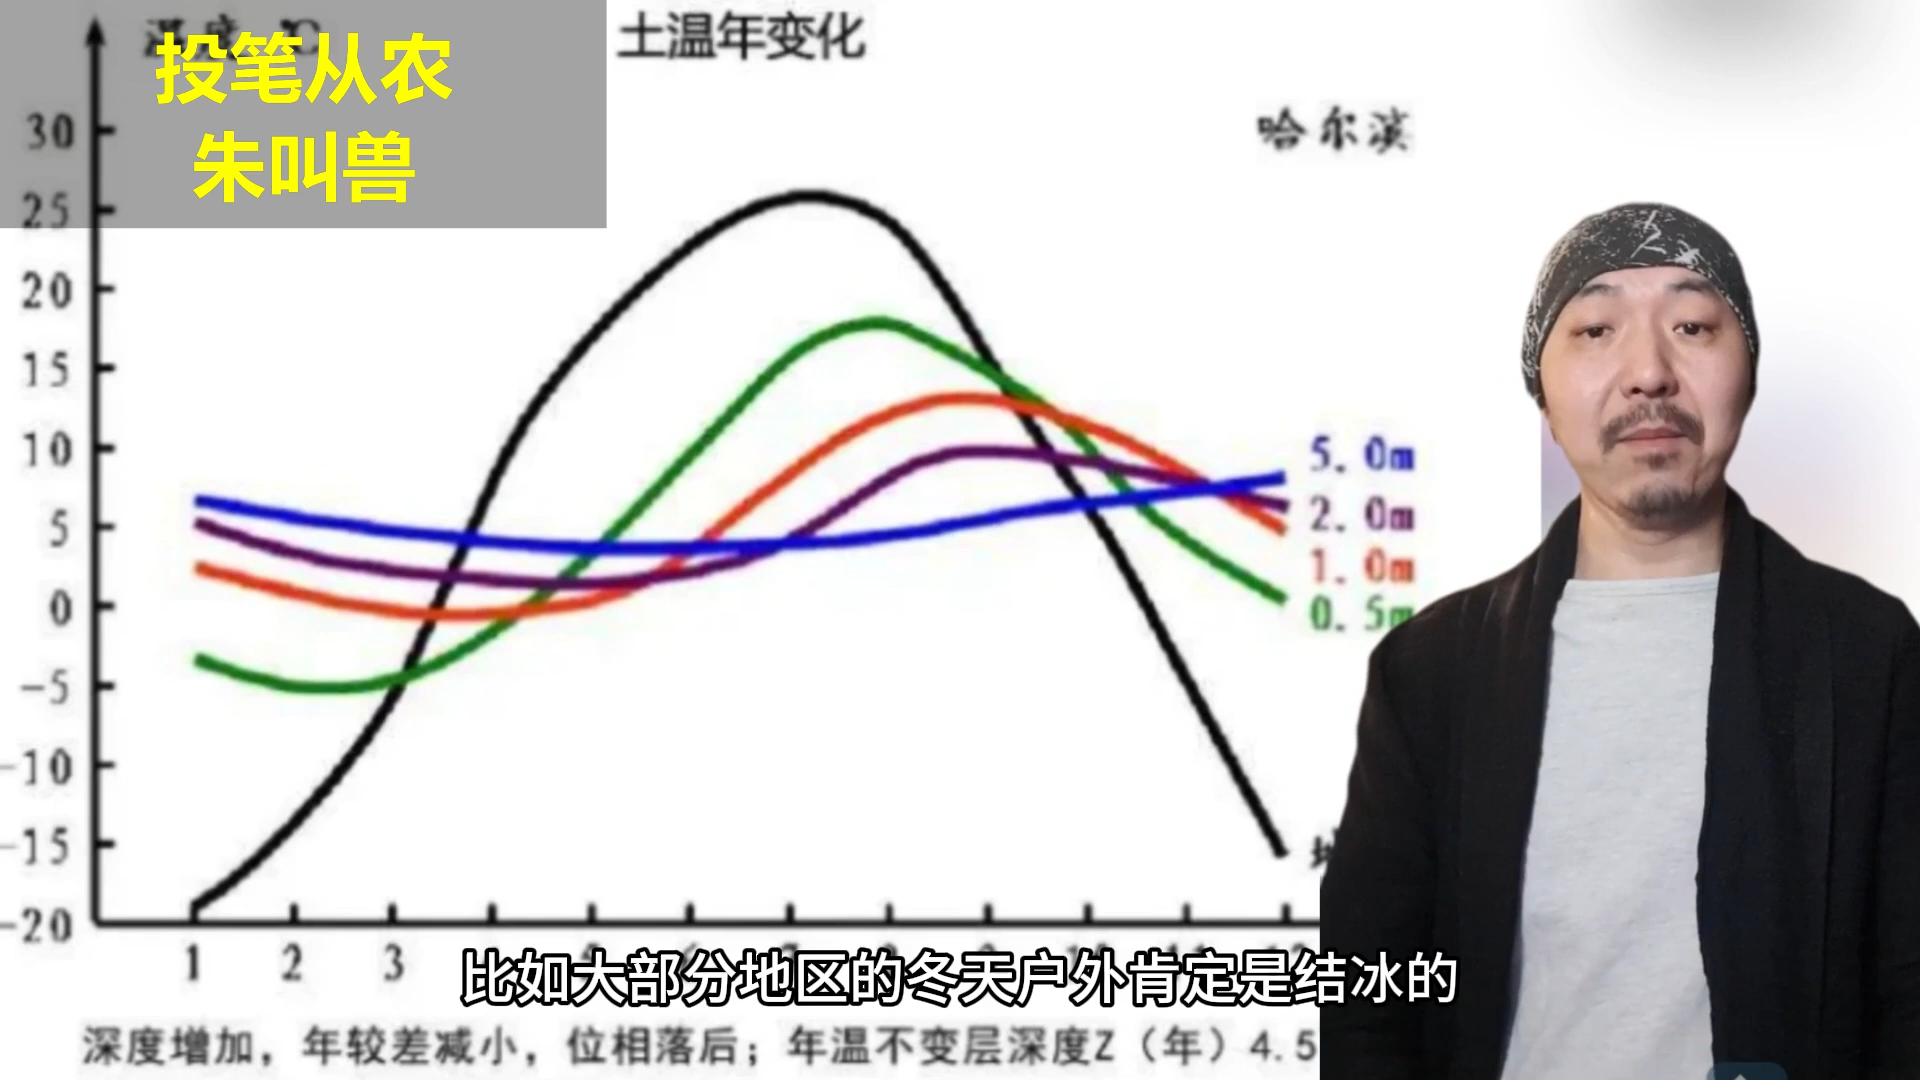 土温年变化
投笔从农
朱叫兽
哈尔滨
30
25
20
15
10
5
0
-5
-10
-15
-20
5.0m
2.0m
1.0m
0.5m
1
2
3
比如大部分地区的冬天户外肯定是结冰的
深度增加，年较差减小，位相落后；年温不变层深度Z（年）4.5